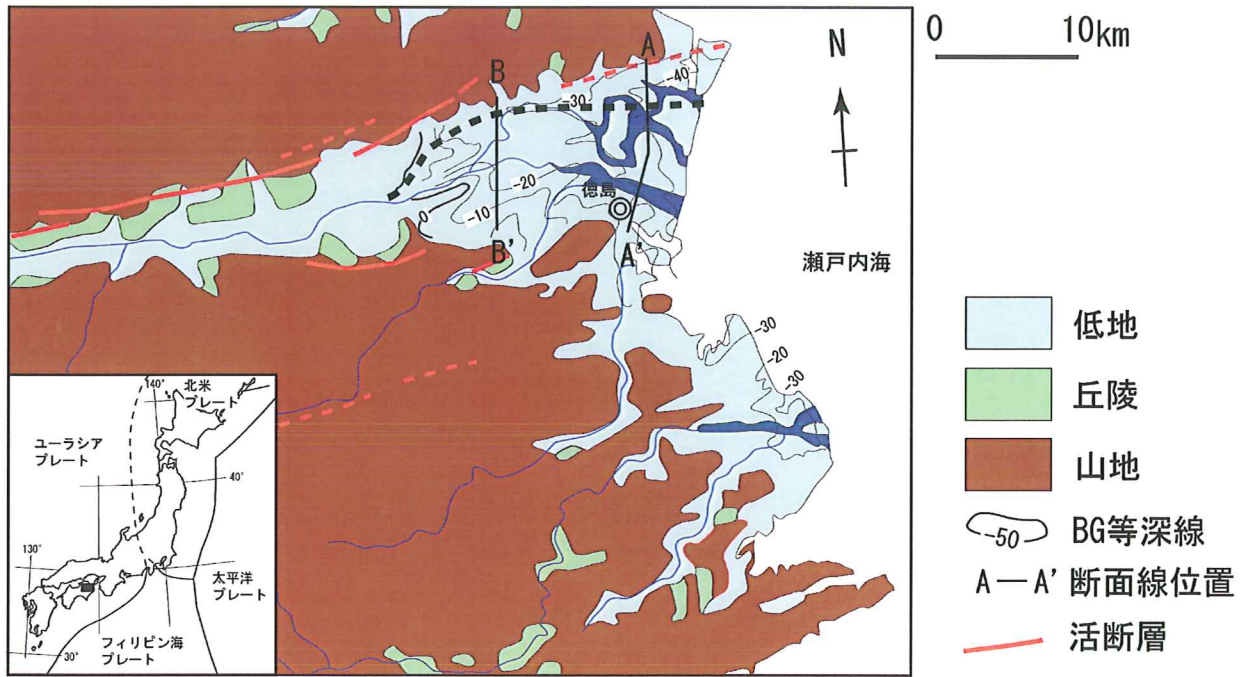 0
10km
N
A
B
-40
-30
-20
徳島
-10
0
B'
A'
瀬戸内海
-30
-20
-30
低地
丘陵
山地
-50 BG等深線
A—A' 断面線位置
活断層
140°
北米
プレート
ユーラシア
プレート
40°
130°
太平洋
プレート
フィリピン海
プレート
30°